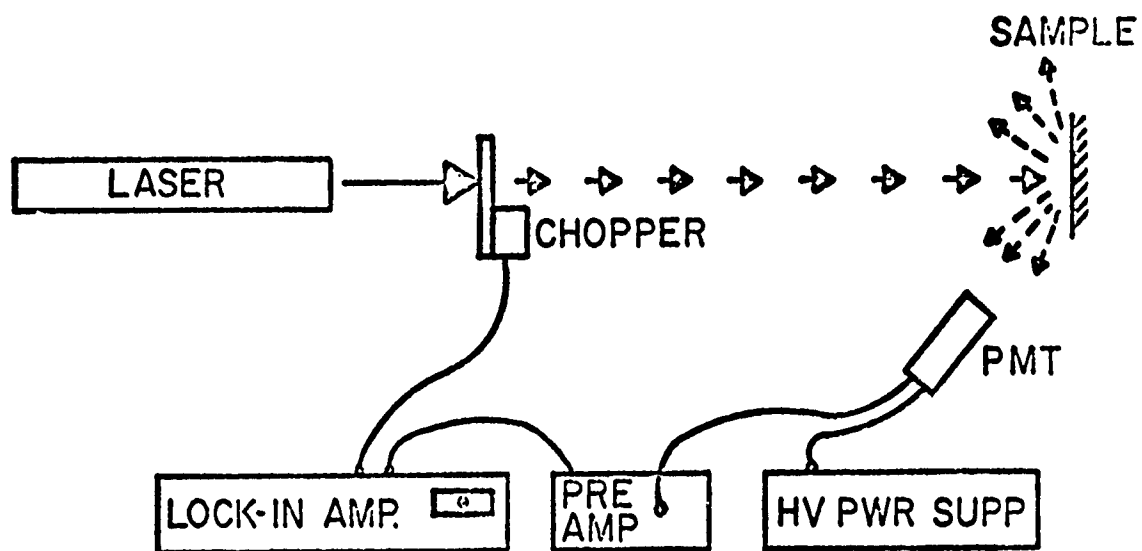 SAMPLE
LASER
CHOPPER
PMT
LOCK-IN AMP.
PRE
AMP
HV PWR SUPP